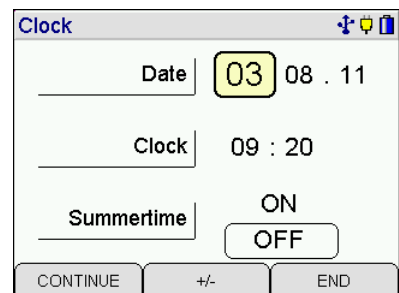 Clock
Date 03 08 . 11
Clock 09 : 20
Summertime ON
OFF
CONTINUE +/- END